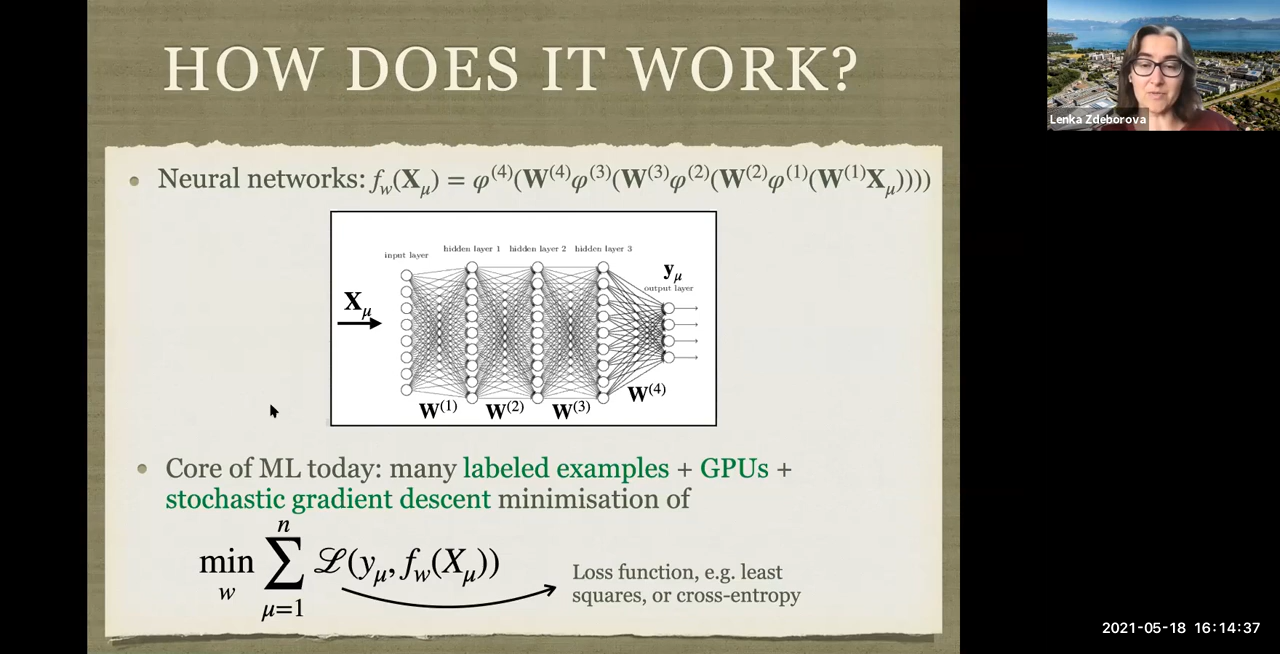 HOW DOES IT WORK?
Lenka Zdeborova
• Neural networks: f_w(X_μ) = φ^(4)(W^(4)φ^(3)(W^(3)φ^(2)(W^(2)φ^(1)(W^(1)X_μ))))
hidden layer 1 hidden layer 2 hidden layer 3
input layer
y_μ
output layer
X_μ
W^(4)
W^(1) W^(2) W^(3)
• Core of ML today: many labeled examples + GPUs +
stochastic gradient descent minimisation of
min_w ∑_{μ=1}^{n} ℒ(y_μ, f_w(X_μ))
Loss function, e.g. least
squares, or cross-entropy
2021-05-18 16:14:37